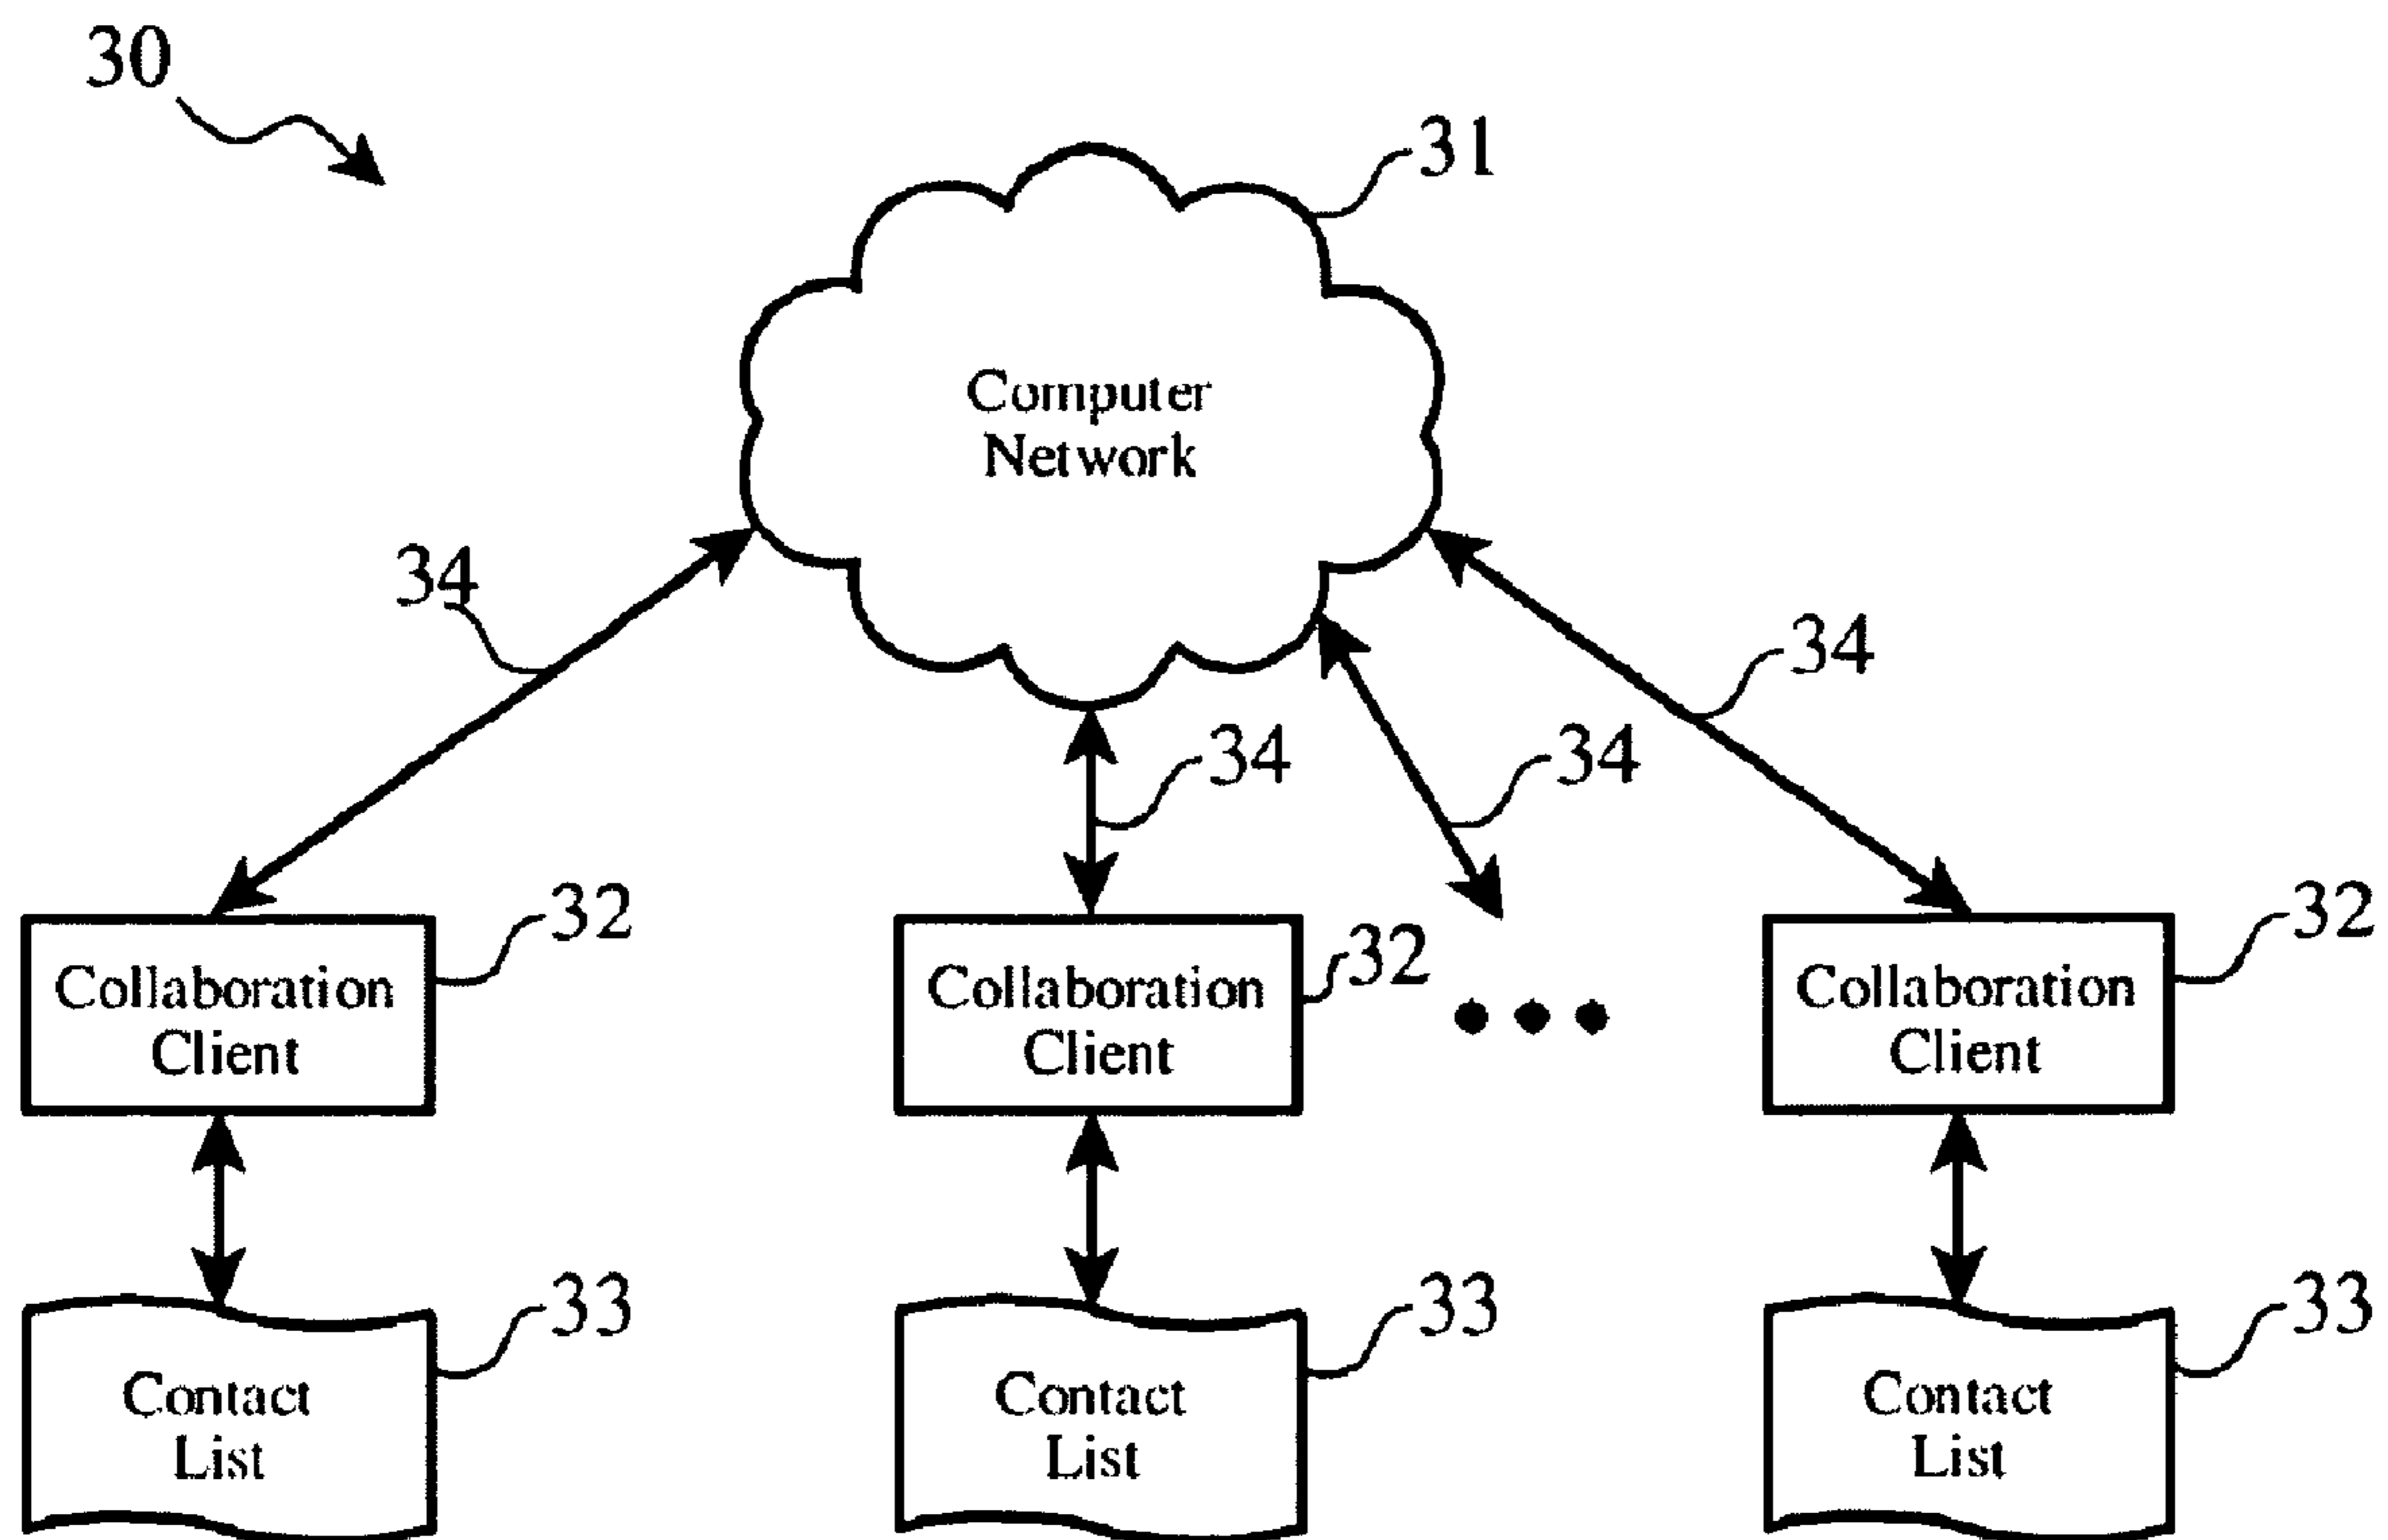 30
31
Computer
Network
34
34
34
34
32
32
32
Collaboration
Client
Collaboration
Client
Collaboration
Client
33
33
33
Contact
List
Contact
List
Contact
List